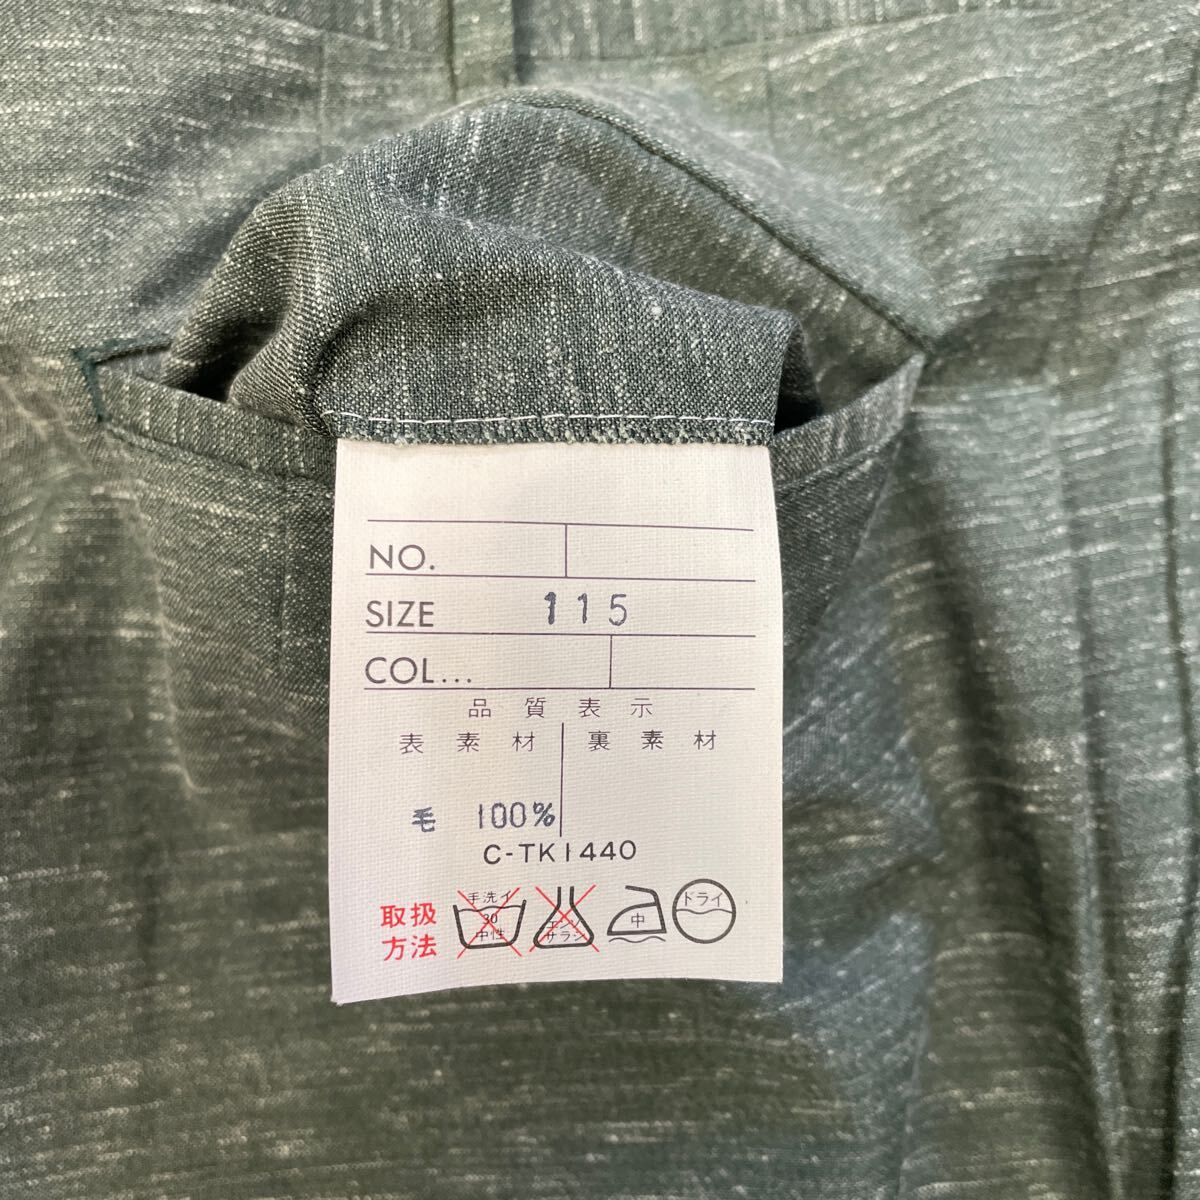 NO.
SIZE 115
COL...
品質表示
表素材 裏素材
毛 100%
C-TK1440
取扱
方法
手洗イ
30
中性
エンソ
サラシ
中
ドライ